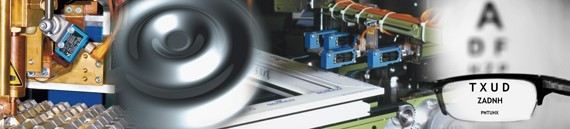 A
D F
T X U D
ZADNH
PNTUHX